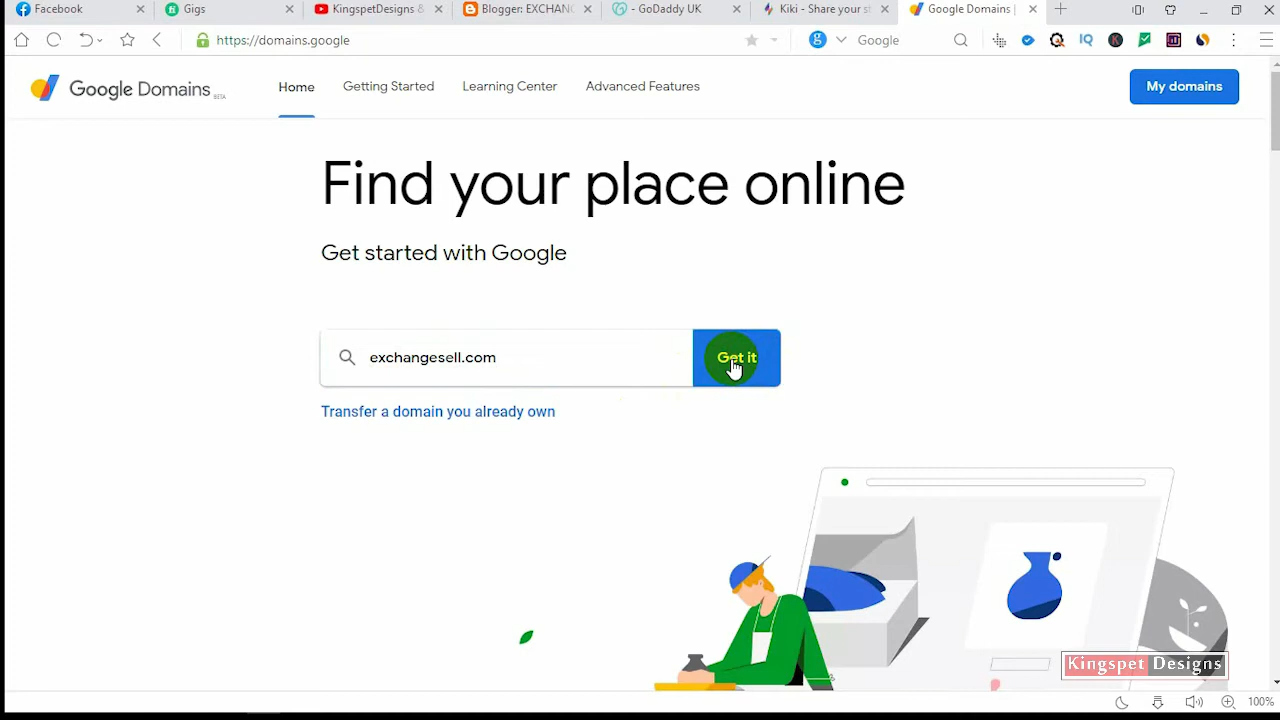 Facebook
Gigs
KingspetDesigns &
Blogger: EXCHANG
- GoDaddy UK
Kiki - Share your st
Google Domains |
https://domains.google
Google
IQ
Google Domains BETA
Home
Getting Started
Learning Center
Advanced Features
My domains
Find your place online
Get started with Google
exchangesell.com
Get it
Transfer a domain you already own
Kingspet Designs
100%